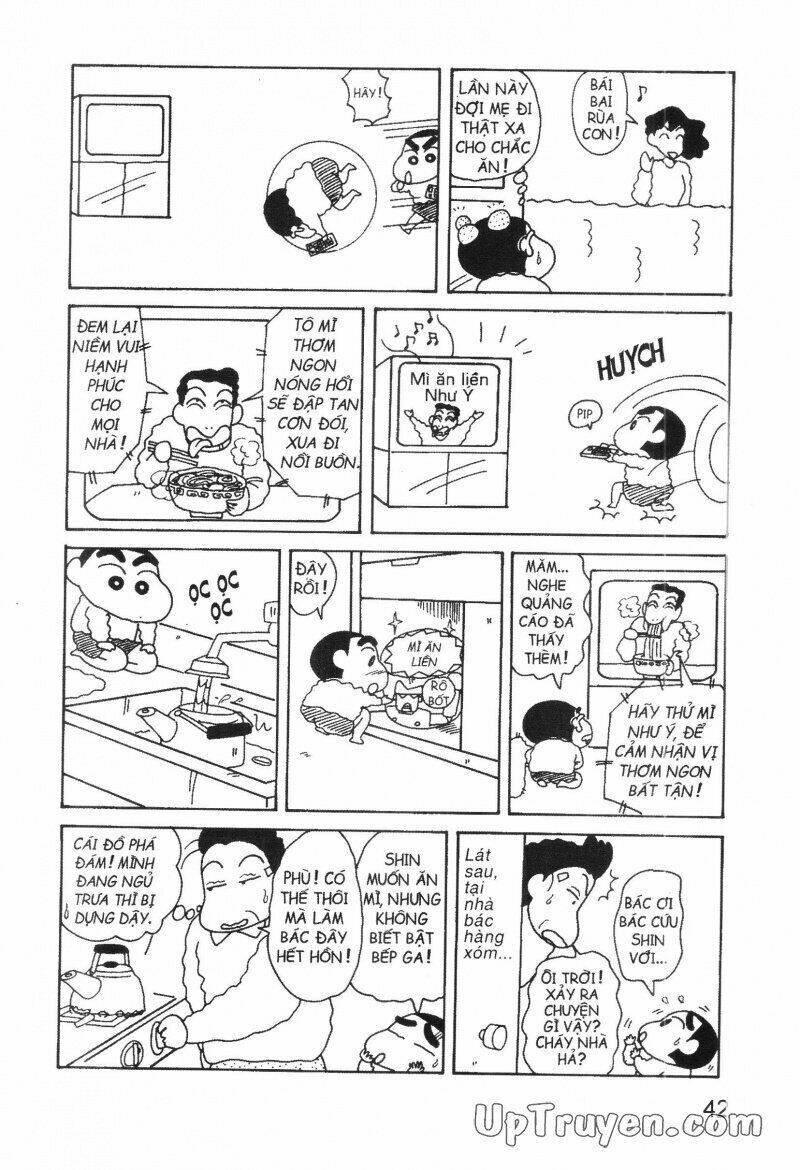 BÁI
BAI
RÙA
CON!
LẦN NÀY
ĐỢI MẸ ĐI
THẬT XA
CHO CHẮC
ĂN!
HÂY!
HUỴCH
PIP
Mì ăn liền
Như Ý
TÔ MÌ
THƠM
NGON
NÓNG HỔI
SẼ ĐẬP TAN
CƠN ĐÓI,
XUA ĐI
NỖI BUỒN.
ĐEM LẠI
NIỀM VUI
HẠNH
PHÚC
CHO
MỌI
NHÀ!
MĂM...
NGHE
QUẢNG
CÁO ĐÃ
THẤY
THÈM!
HÃY THỬ MÌ
NHƯ Ý, ĐỂ
CẢM NHẬN VỊ
THƠM NGON
BẤT TẬN!
ĐÂY
RỒI!
MÌ ĂN
LIỀN
RÔ
BỐT
ỌC ỌC
ỌC
Lát
sau,
tại
nhà
bác
hàng
xóm...
BÁC ƠI
BÁC CỨU
SHIN
VỚI...
ÔI TRỜI!
XẢY RA
CHUYỆN
GÌ VẬY?
CHÁY NHÀ
HẢ?
SHIN
MUỐN ĂN
MÌ, NHƯNG
KHÔNG
BIẾT BẬT
BẾP GA!
PHÙ! CÓ
THẾ THÔI
MÀ LÀM
BÁC ĐÂY
HẾT HỒN!
CÁI ĐỒ PHÁ
ĐÁM! MÌNH
ĐANG NGỦ
TRƯA THÌ BỊ
DỰNG DẬY.
42
UpTruyen.com